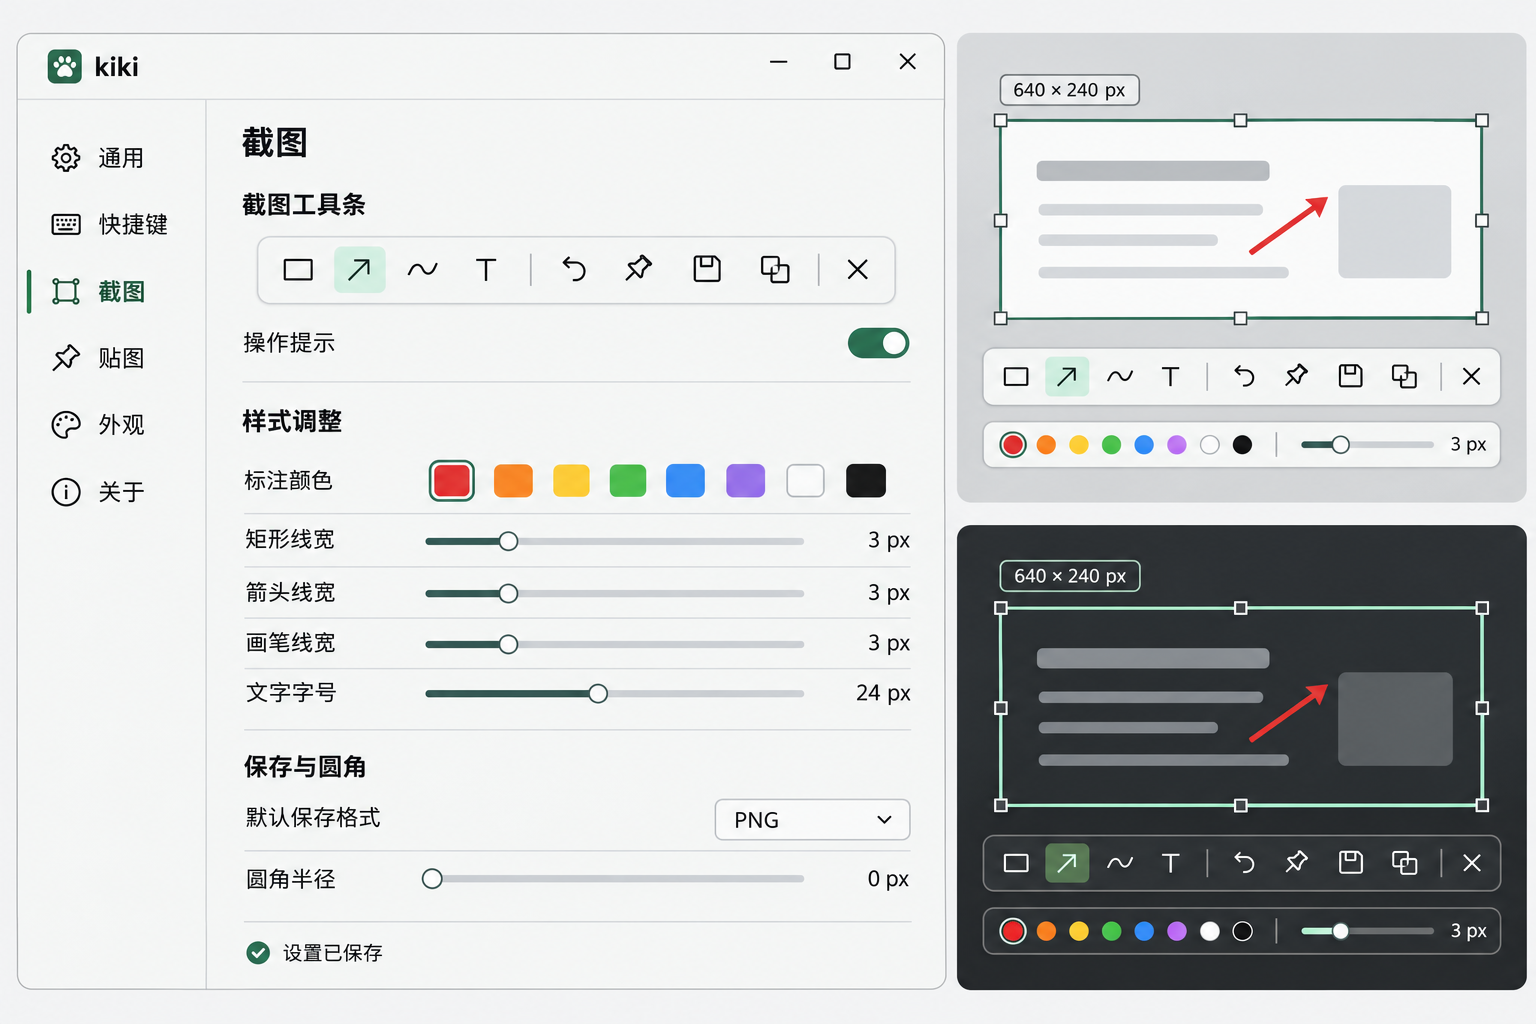 kiki
通用
快捷键
截图
贴图
外观
关于
截图
截图工具条
T
操作提示
样式调整
标注颜色
矩形线宽 3 px
箭头线宽 3 px
画笔线宽 3 px
文字字号 24 px
保存与圆角
默认保存格式 PNG
圆角半径 0 px
设置已保存
640 × 240 px
T
3 px
640 × 240 px
T
3 px